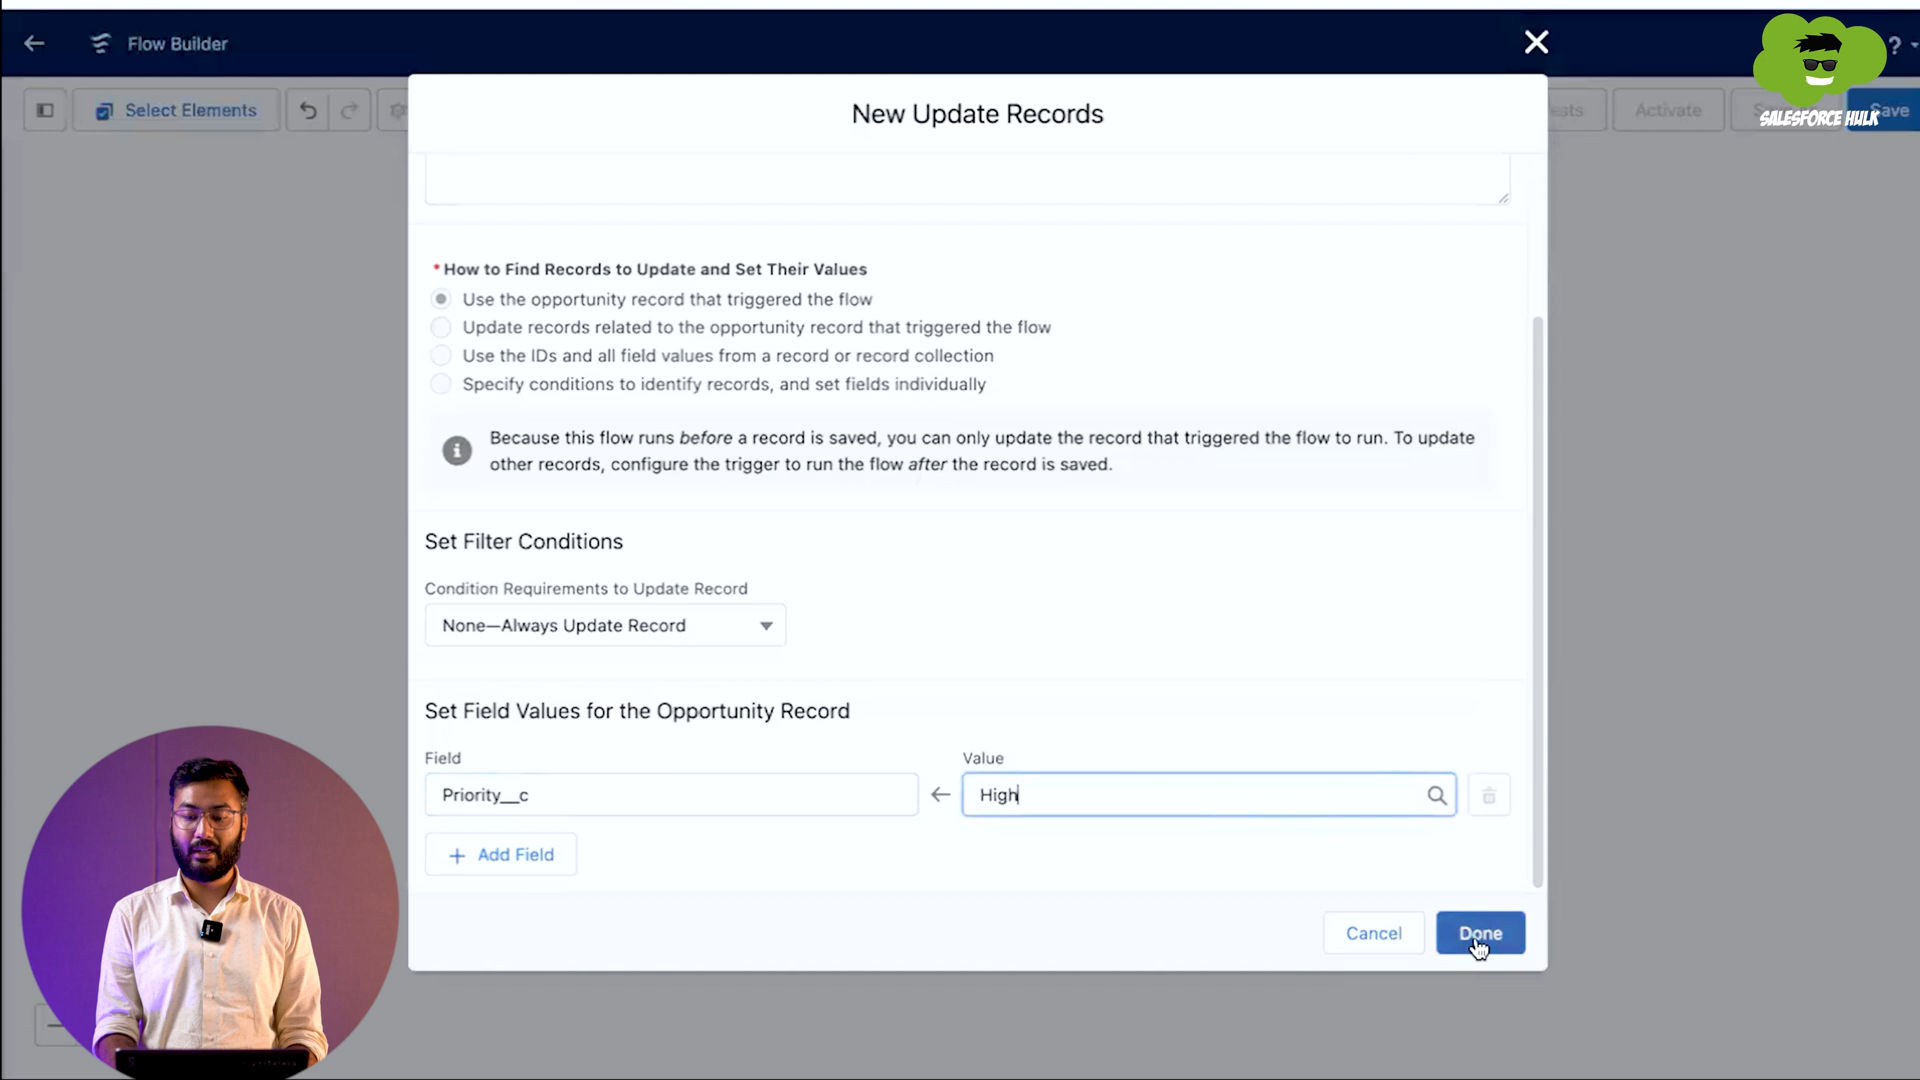 Flow Builder
?
Select Elements
Activate
Save
SALESFORCE HULK
New Update Records
* How to Find Records to Update and Set Their Values
Use the opportunity record that triggered the flow
Update records related to the opportunity record that triggered the flow
Use the IDs and all field values from a record or record collection
Specify conditions to identify records, and set fields individually
Because this flow runs before a record is saved, you can only update the record that triggered the flow to run. To update
other records, configure the trigger to run the flow after the record is saved.
Set Filter Conditions
Condition Requirements to Update Record
None—Always Update Record
Set Field Values for the Opportunity Record
Field
Value
Priority__c
High
+ Add Field
Cancel
Done